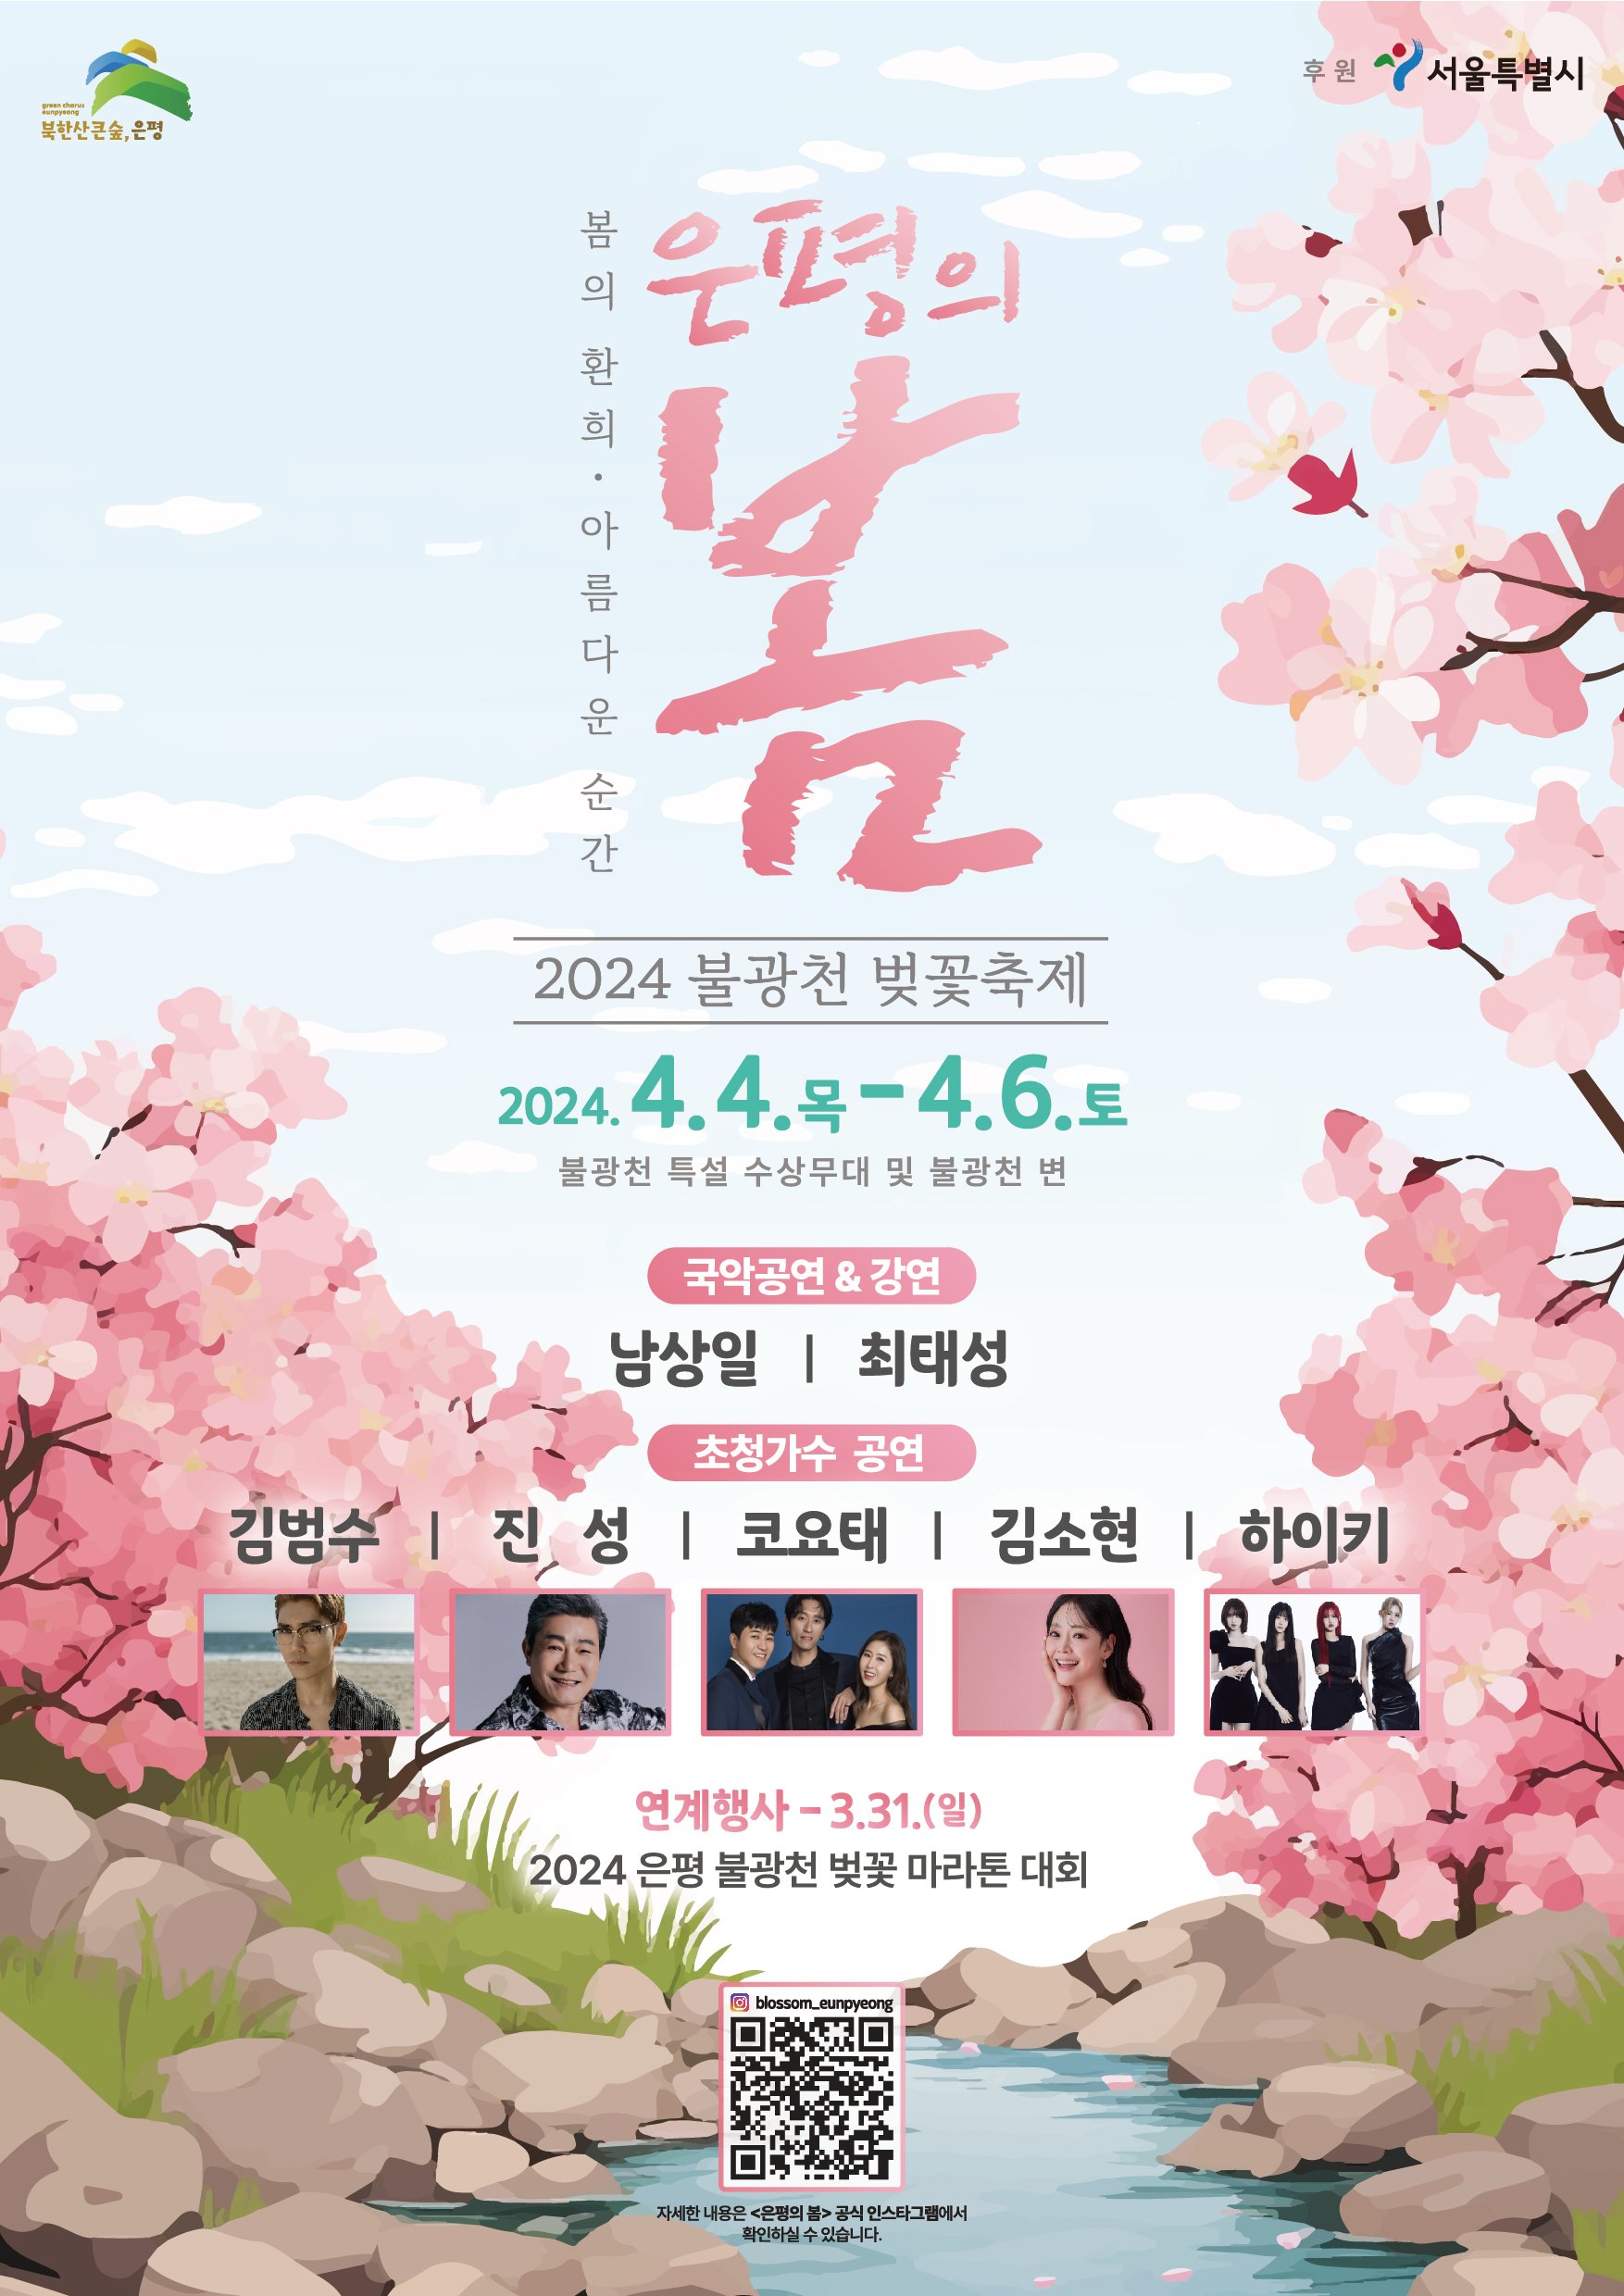 green chorus
eunpyeong
북한산큰숲,은평
후원 서울특별시
봄의 환희·아름다운 순간
은평의
봄
2024 불광천 벚꽃축제
2024. 4.4.목 - 4.6.토
불광천 특설 수상무대 및 불광천 변
국악공연 & 강연
남상일 | 최태성
초청가수 공연
김범수 | 진 성 | 코요태 | 김소현 | 하이키
연계행사 - 3.31.(일)
2024 은평 불광천 벚꽃 마라톤 대회
blossom_eunpyeong
자세한 내용은 <은평의 봄> 공식 인스타그램에서
확인하실 수 있습니다.